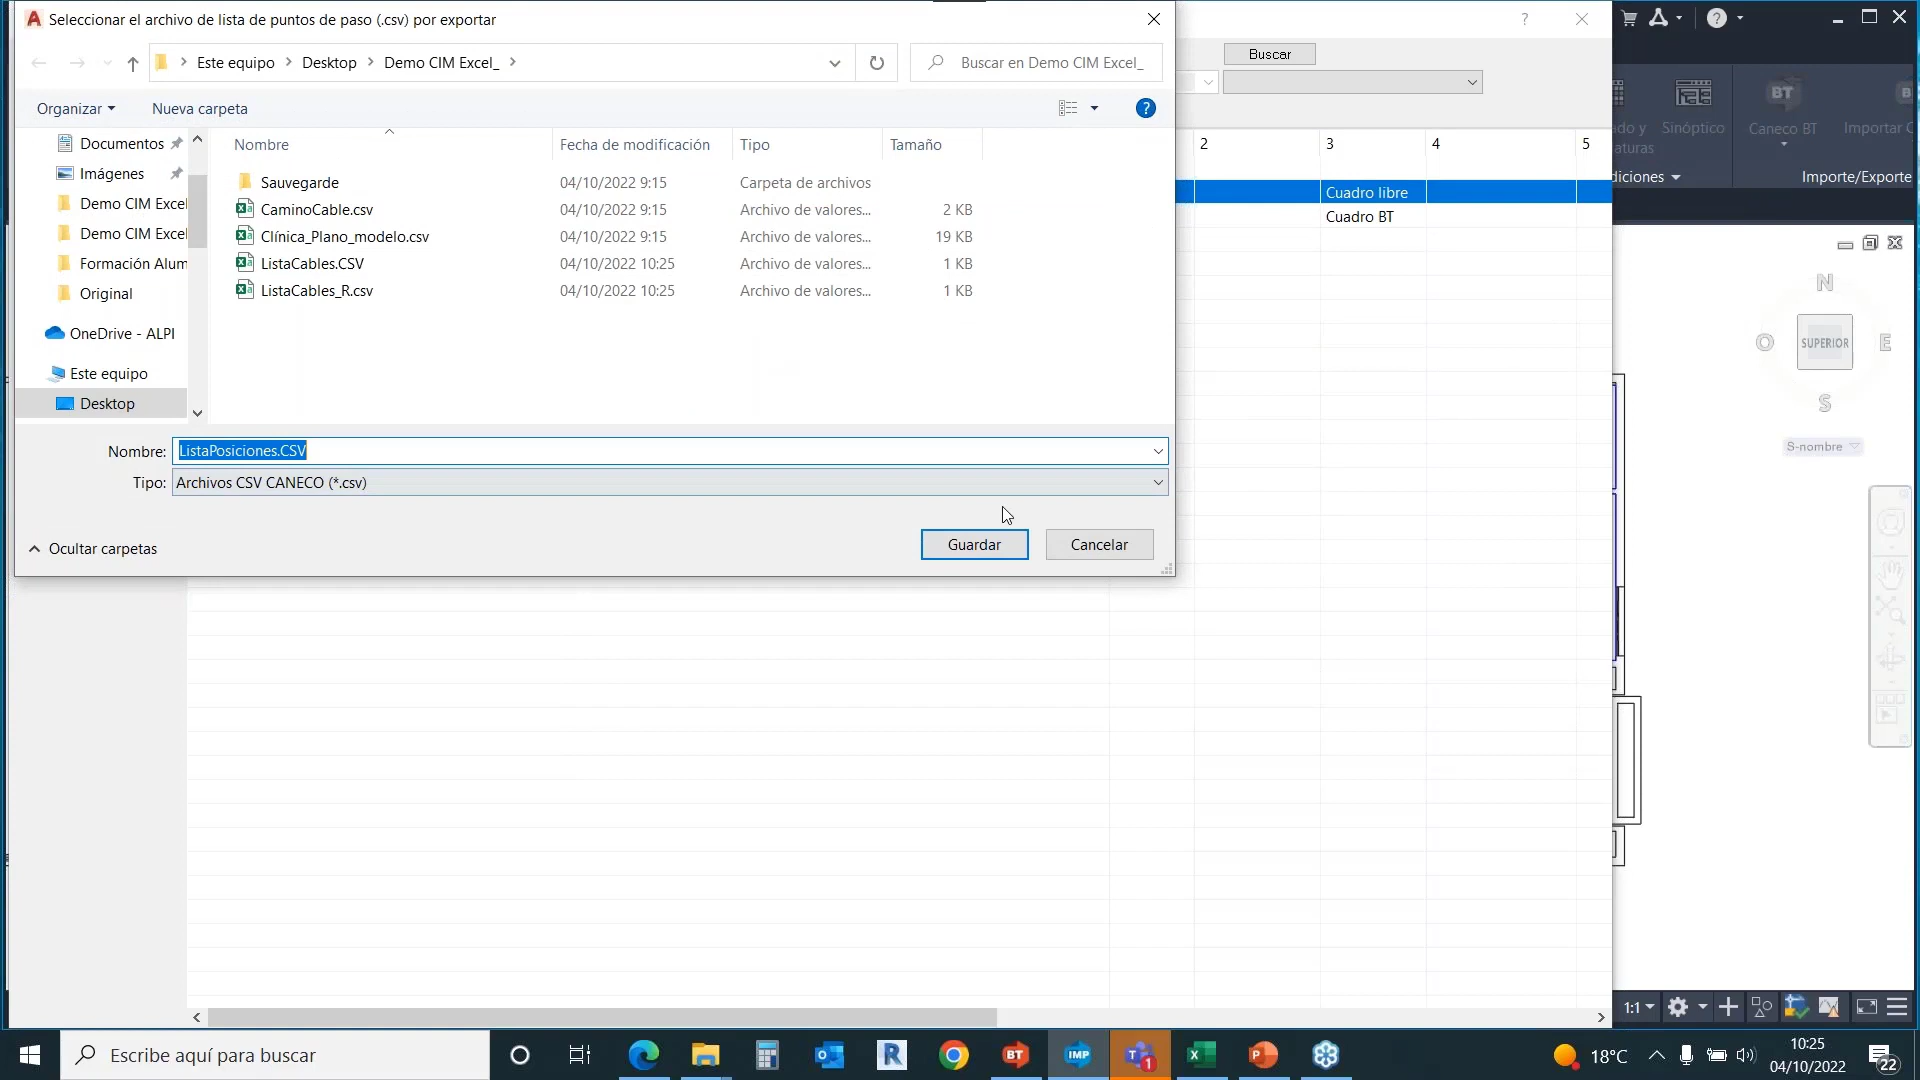 Seleccionar el archivo de lista de puntos de paso (.csv) por exportar
Este equipo > Desktop > Demo CIM Excel_ >
Buscar en Demo CIM Excel_
Organizar
Nueva carpeta
Nombre
Fecha de modificación
Tipo
Tamaño
Documentos
Imágenes
Demo CIM Excel
Demo CIM Excel
Formación Alum
Original
OneDrive - ALPI
Este equipo
Desktop
Sauvegarde 04/10/2022 9:15 Carpeta de archivos
CaminoCable.csv 04/10/2022 9:15 Archivo de valores... 2 KB
Clínica_Plano_modelo.csv 04/10/2022 9:15 Archivo de valores... 19 KB
ListaCables.CSV 04/10/2022 10:25 Archivo de valores... 1 KB
ListaCables_R.csv 04/10/2022 10:25 Archivo de valores... 1 KB
Nombre: ListaPosiciones.CSV
Tipo: Archivos CSV CANECO (*.csv)
Ocultar carpetas
Guardar
Cancelar
Buscar
2 3 4 5
Cuadro libre
Cuadro BT
do y
aturas
Sinóptico
BT
Caneco BT
Importar C
diciones
Importe/Exporte
N
O
SUPERIOR
E
S
S-nombre
1:1
Escribe aquí para buscar
R
BT
IMP
T
1
X
P
18°C
10:25
04/10/2022
22